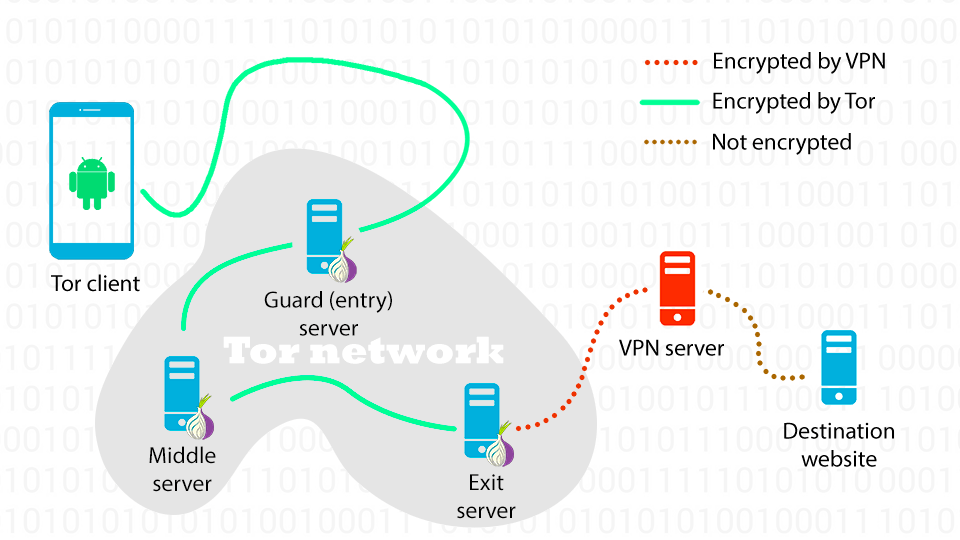 Encrypted by VPN
Encrypted by Tor
Not encrypted
Tor client
Guard (entry)
server
Tor network
VPN server
Middle
server
Exit
server
Destination
website